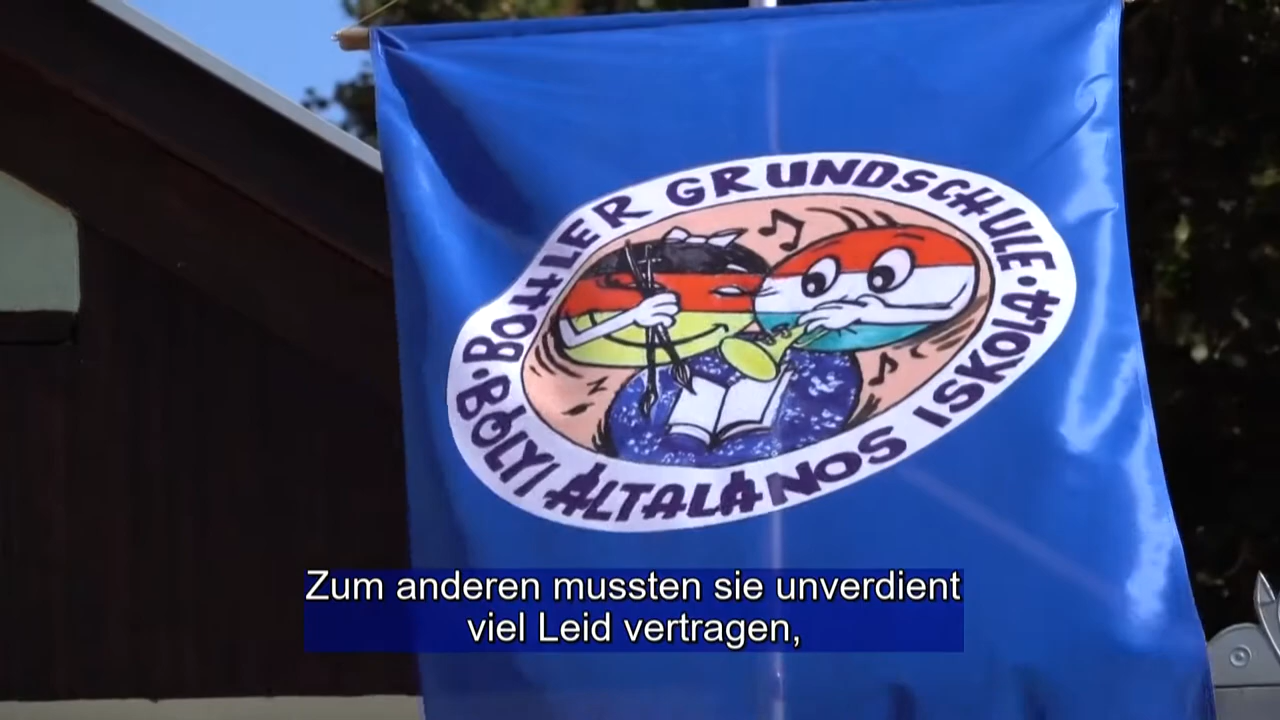 BOHLER GRUNDSCHULE •
BÓLYI ÁLTALÁNOS ISKOLA •
Zum anderen mussten sie unverdient
viel Leid vertragen,